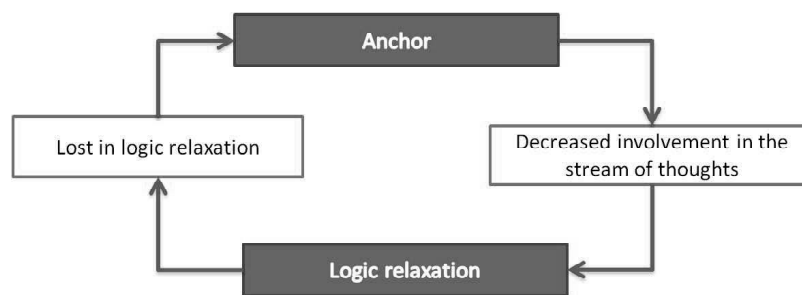 Anchor
Lost in logic relaxation
Decreased involvement in the
stream of thoughts
Logic relaxation